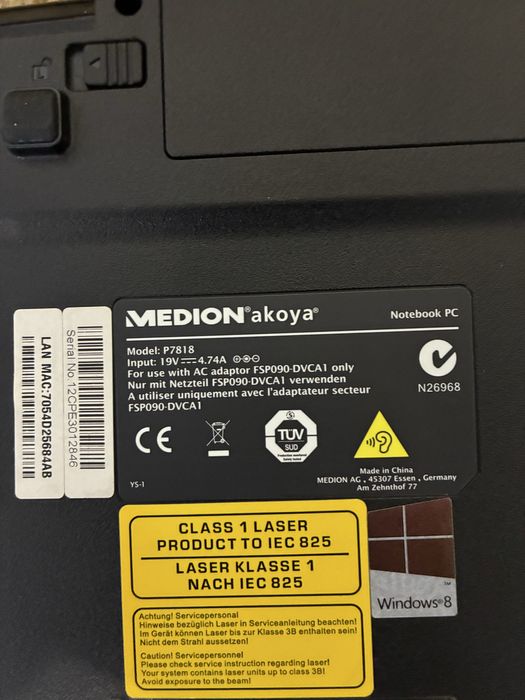 MEDION® akoya®
Notebook PC
Model: P7818
Input: 19V⎓4.74A
For use with AC adaptor FSP090-DVCA1 only
Nur mit Netzteil FSP090-DVCA1 verwenden
A utiliser uniquement avec l'adaptateur secteur
FSP090-DVCA1
N26968
CE
TÜV
SÜD
YS-1
Made in China
MEDION AG , 45307 Essen , Germany
Am Zehnthof 77
LAN MAC:7054D25684AB
Serial No.12CPE3012846
CLASS 1 LASER
PRODUCT TO IEC 825
LASER KLASSE 1
NACH IEC 825
Achtung! Servicepersonal
Hinweise bezüglich Laser in Serviceanleitung beachten!
Im Gerät können Laser bis zur Klasse 3B enthalten sein!
Nicht dem Strahl aussetzen!
Caution! Servicepersonnel
Please check service instruction regarding laser!
Your system contains laser units up to class 3B!
Avoid exposure to the beam!
Windows®8